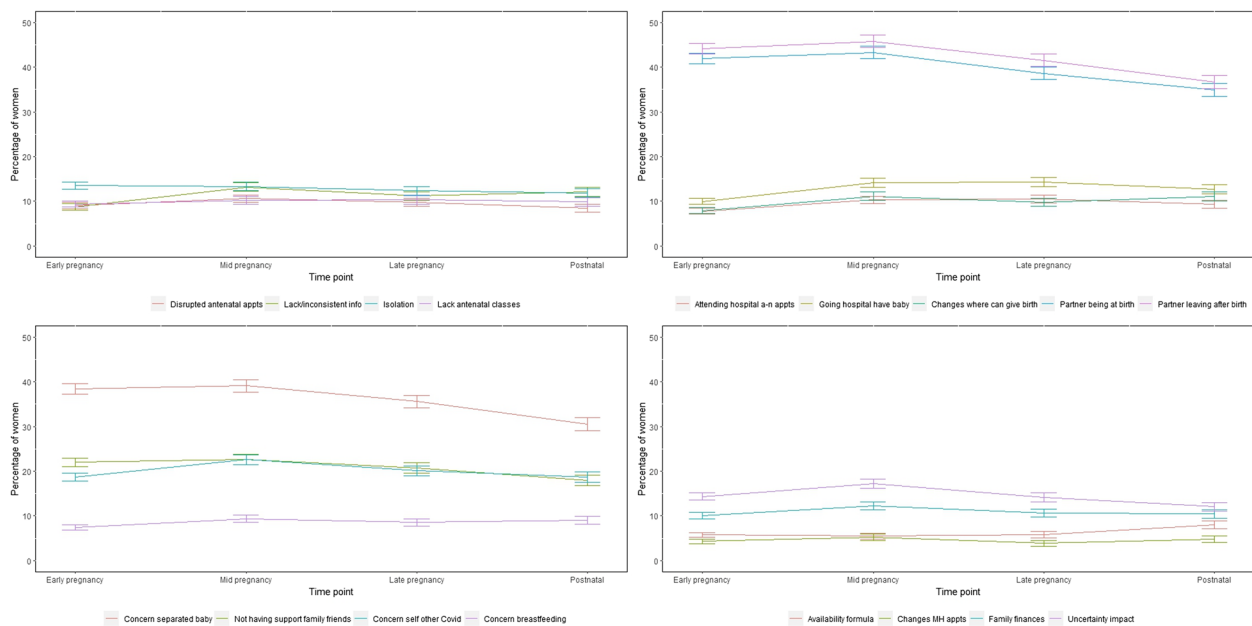 50
40
30
20
10
0
Percentage of women
Early pregnancy Mid pregnancy Late pregnancy Postnatal
Time point
Disrupted antenatal appts Lack/inconsistent info Isolation Lack antenatal classes
50
40
30
20
10
0
Percentage of women
Early pregnancy Mid pregnancy Late pregnancy Postnatal
Time point
Attending hospital a-n appts Going hospital have baby Changes where can give birth Partner being at birth Partner leaving after birth
50
40
30
20
10
0
Percentage of women
Early pregnancy Mid pregnancy Late pregnancy Postnatal
Time point
Concern separated baby Not having support family friends Concern self other Covid Concern breastfeeding
50
40
30
20
10
0
Percentage of women
Early pregnancy Mid pregnancy Late pregnancy Postnatal
Time point
Availability formula Changes MH appts Family finances Uncertainty impact